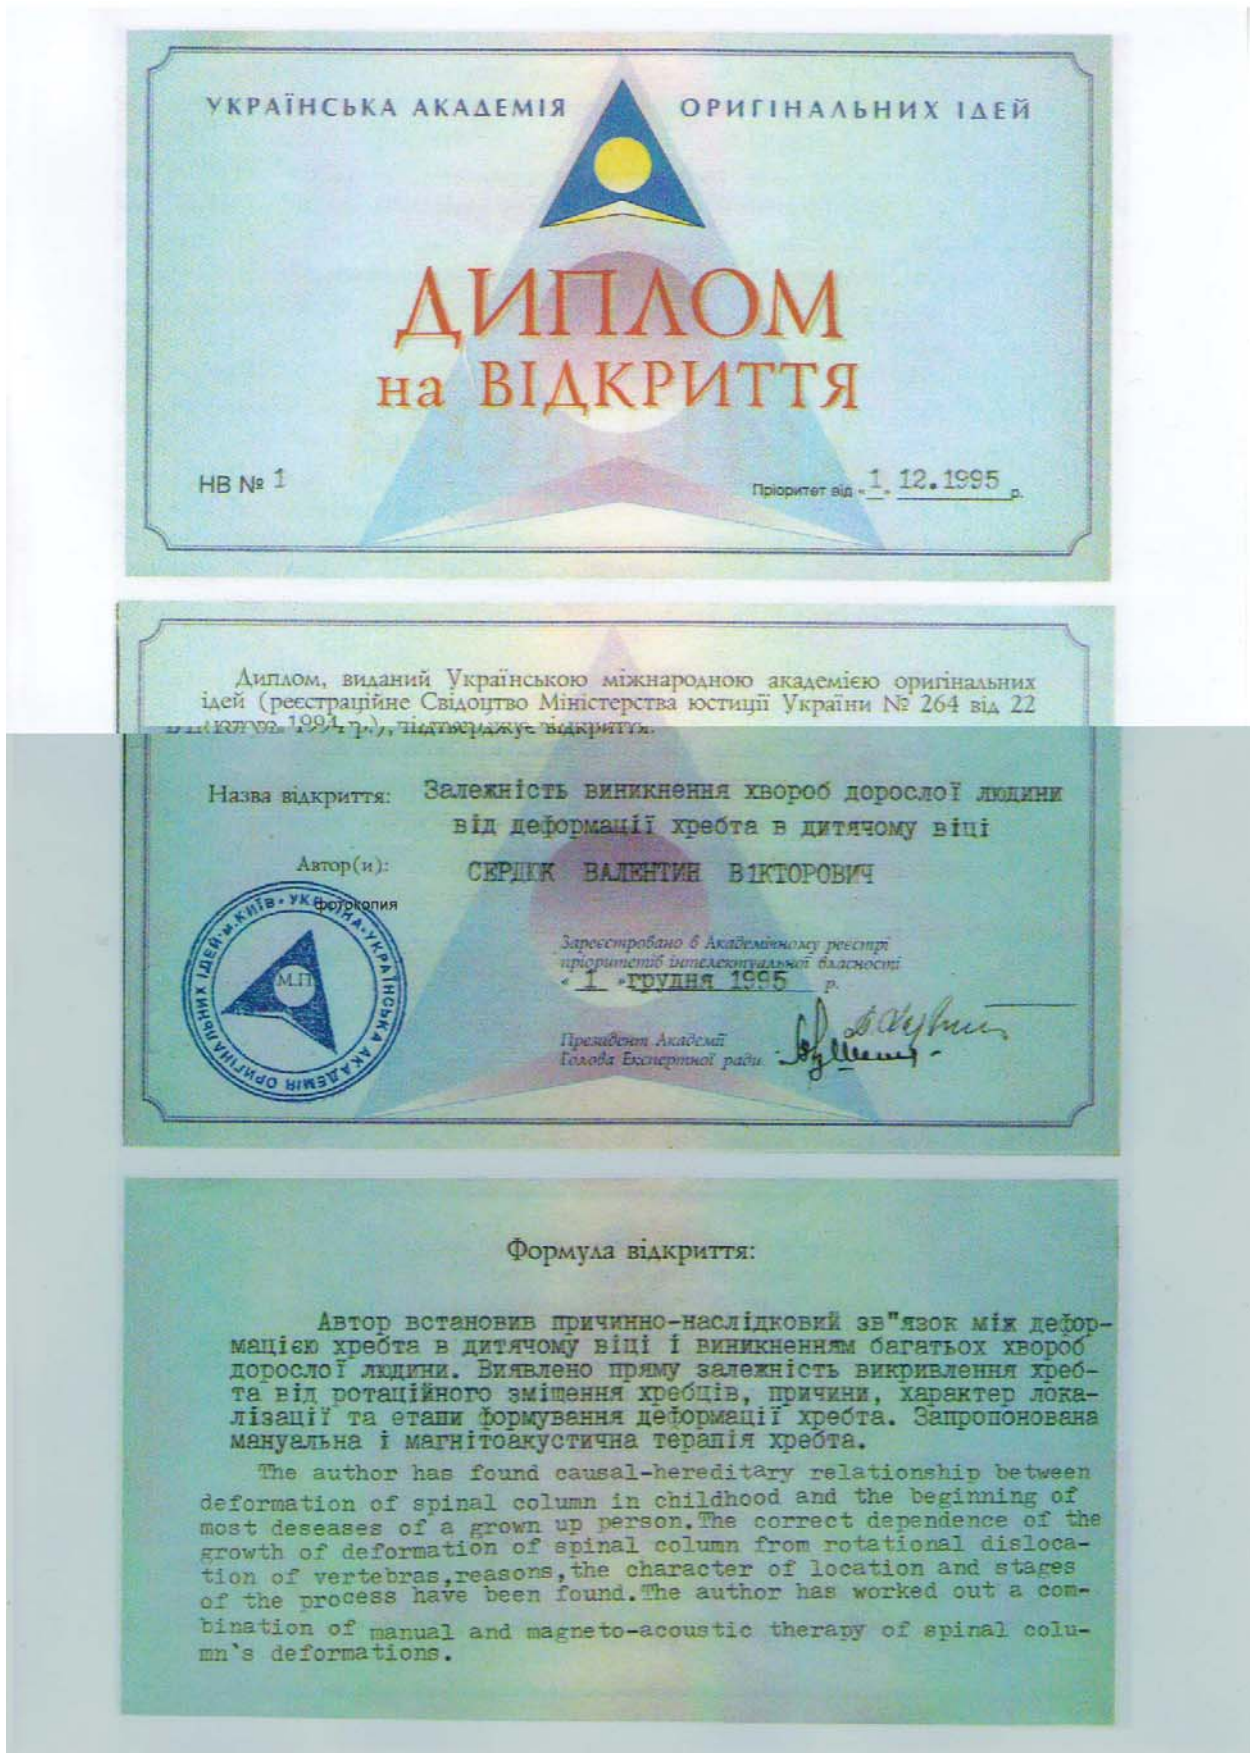 УКРАЇНСЬКА АКАДЕМІЯ ОРИГІНАЛЬНИХ ІДЕЙ
ДИПЛОМ
на ВІДКРИТТЯ
НВ № 1
Пріоритет від «1» 12.1995 р.
Диплом, виданий Українською міжнародною академією оригінальних
ідей (реєстраційне Свідоцтво Міністерства юстиції України № 264 від 22
лютого 1994 р.), підтверджує відкриття.
Назва відкриття: Залежність виникнення хвороб дорослої людини
від деформації хребта в дитячому віці
Автор(и): СЕРДЮК ВАЛЕНТИН ВІКТОРОВИЧ
фотокопия
м.КИЇВ • УКРАЇНА • УКРАЇНСЬКА АКАДЕМІЯ ОРИГІНАЛЬНИХ ІДЕЙ
М.П
Зареєстровано в Академічному реєстрі
пріоритетів інтелектуальної власності
« 1 » грудня 1995 р.
Президент Академії
Голова Експертної ради
Формула відкриття:
Автор встановив причинно-наслідковий зв"язок між дефор-
мацією хребта в дитячому віці і виникненням багатьох хвороб
дорослої людини. Виявлено пряму залежність викривлення хреб-
та від ротаційного зміщення хребців, причини, характер лока-
лізації та етапи формування деформації хребта. Запропонована
мануальна і магнітоакустична терапія хребта.
The author has found causal-hereditary relationship between
deformation of spinal column in childhood and the beginning of
most deseases of a grown up person.The correct dependence of the
growth of deformation of spinal column from rotational disloca-
tion of vertebras,reasons,the character of location and stages
of the process have been found.The author has worked out a com-
bination of manual and magneto-acoustic therapy of spinal colu-
mn`s deformations.